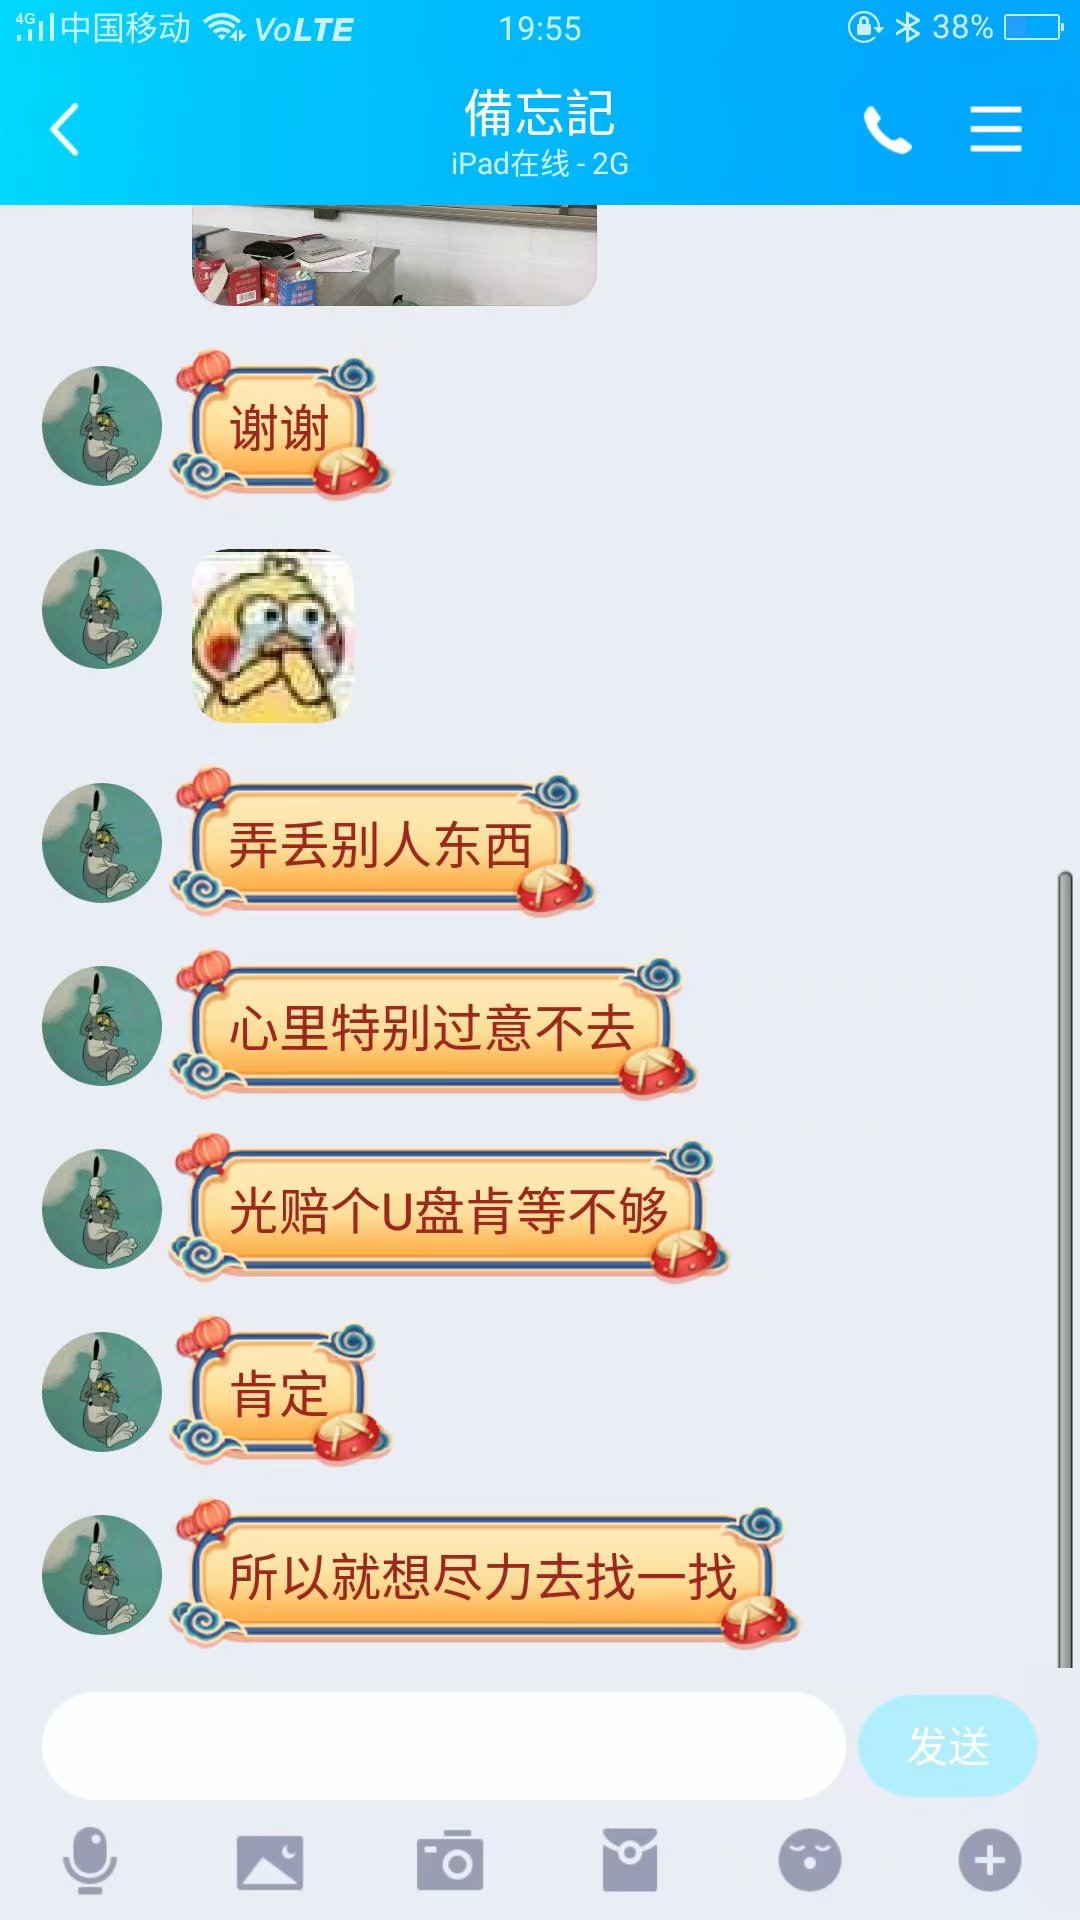 4G 中国移动 VoLTE 19:55 38%
備忘記
iPad在线 - 2G
谢谢
弄丢别人东西
心里特别过意不去
光赔个U盘肯等不够
肯定
所以就想尽力去找一找
发送